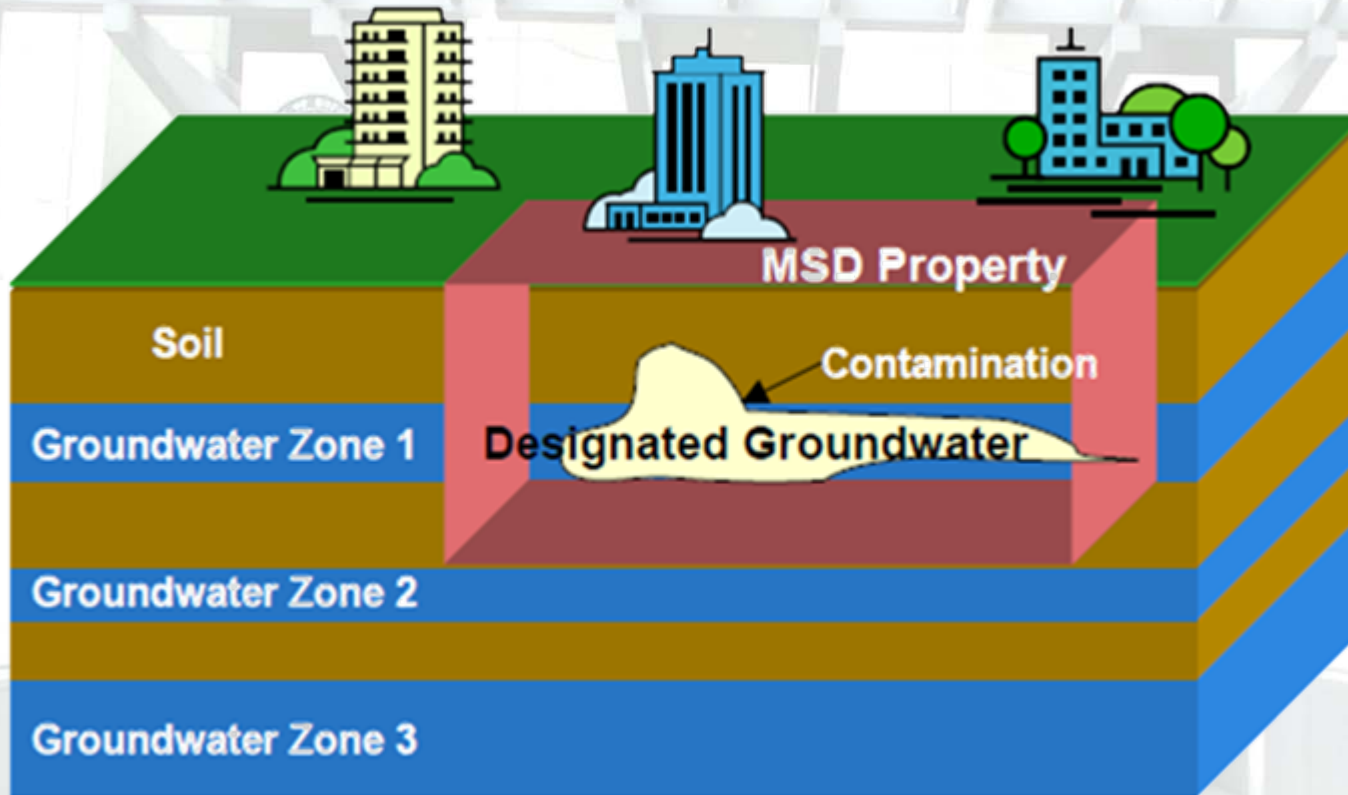 MSD Property
Soil
Contamination
Groundwater Zone 1
Designated Groundwater
Groundwater Zone 2
Groundwater Zone 3